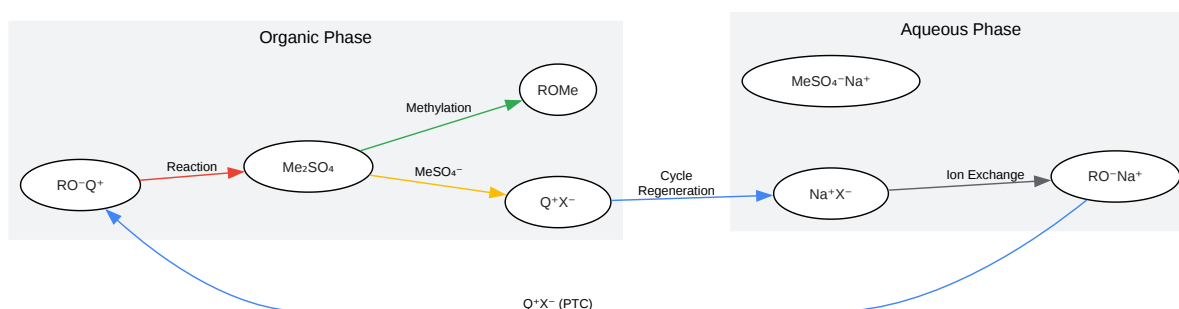 Organic Phase
Aqueous Phase
ROMe
MeSO₄⁻Na⁺
Methylation
Reaction
Me₂SO₄
MeSO₄⁻
RO⁻Q⁺
Q⁺X⁻
Cycle
Regeneration
Na⁺X⁻
Ion Exchange
RO⁻Na⁺
Q⁺X⁻ (PTC)